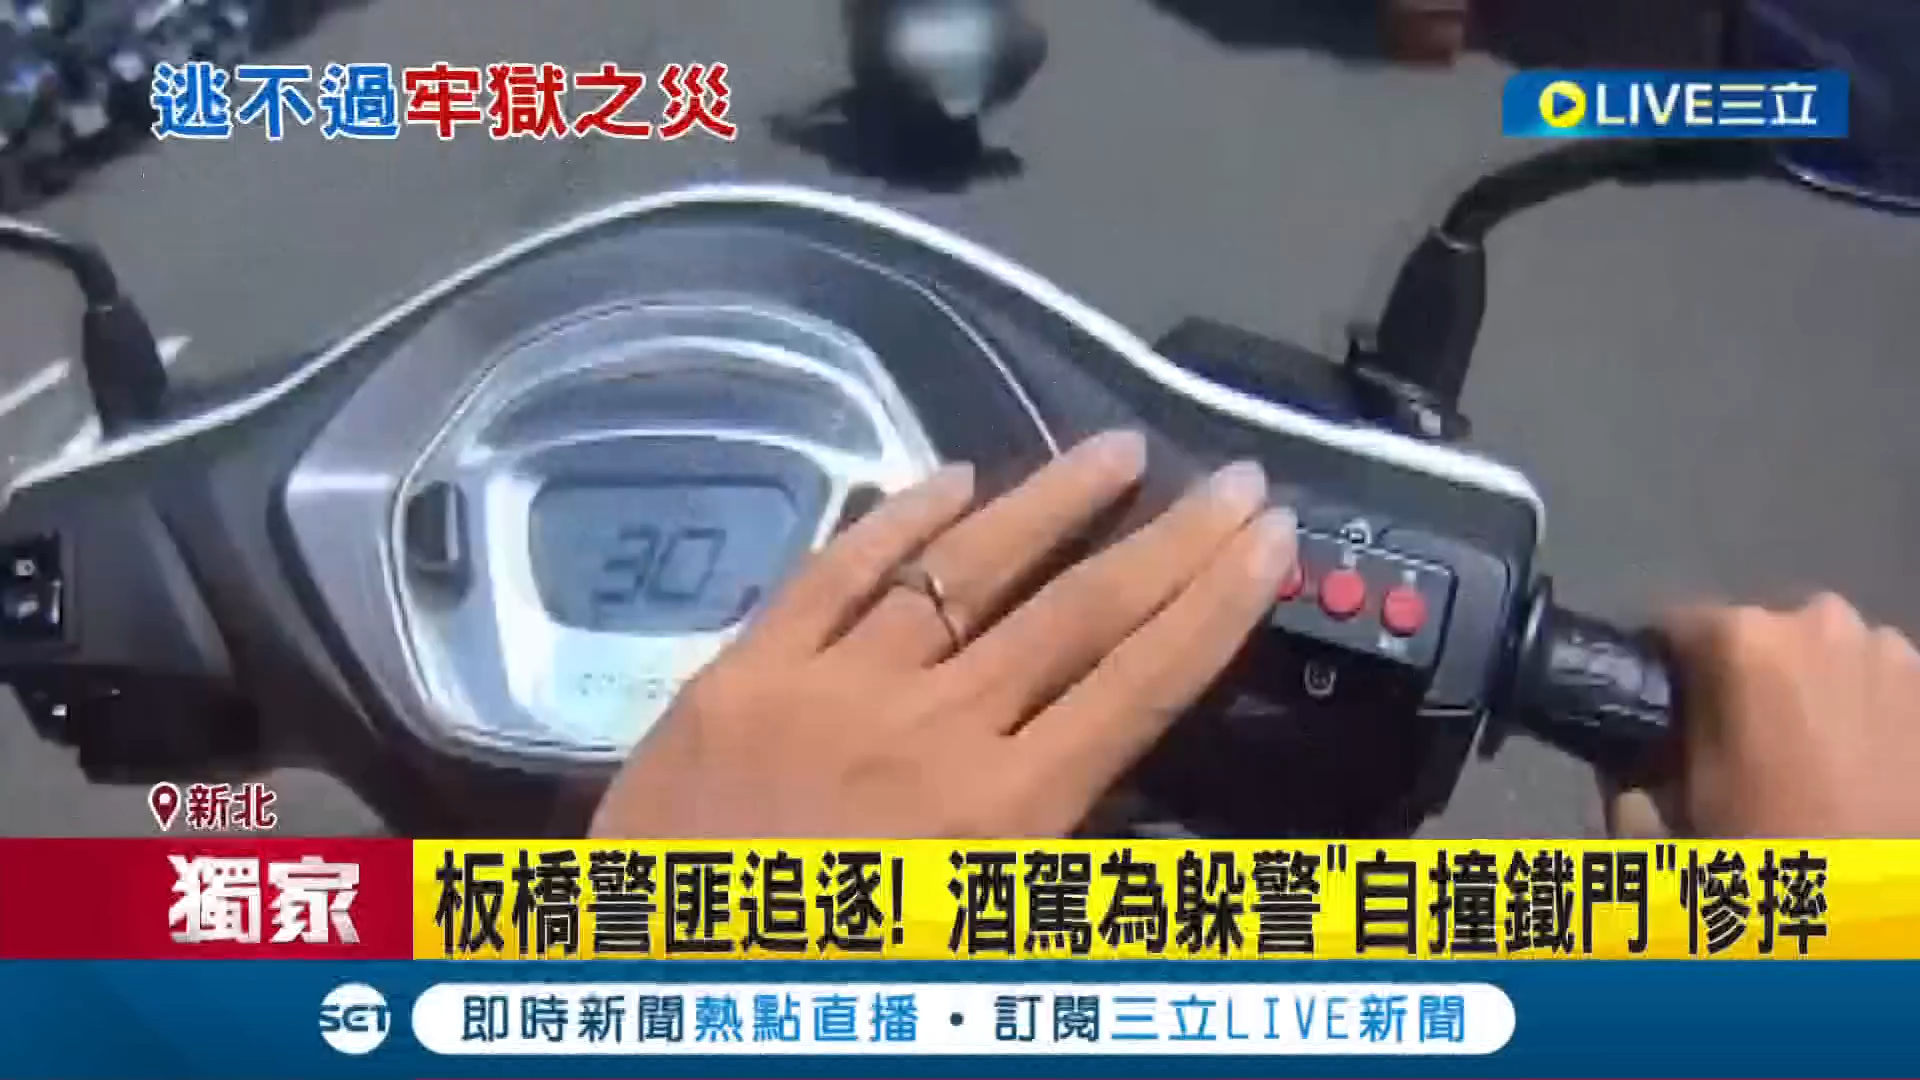 逃不過牢獄之災
LIVE三立
30
新北
獨家
板橋警匪追逐! 酒駕為躲警"自撞鐵門"慘摔
SET
即時新聞熱點直播・訂閱三立LIVE新聞